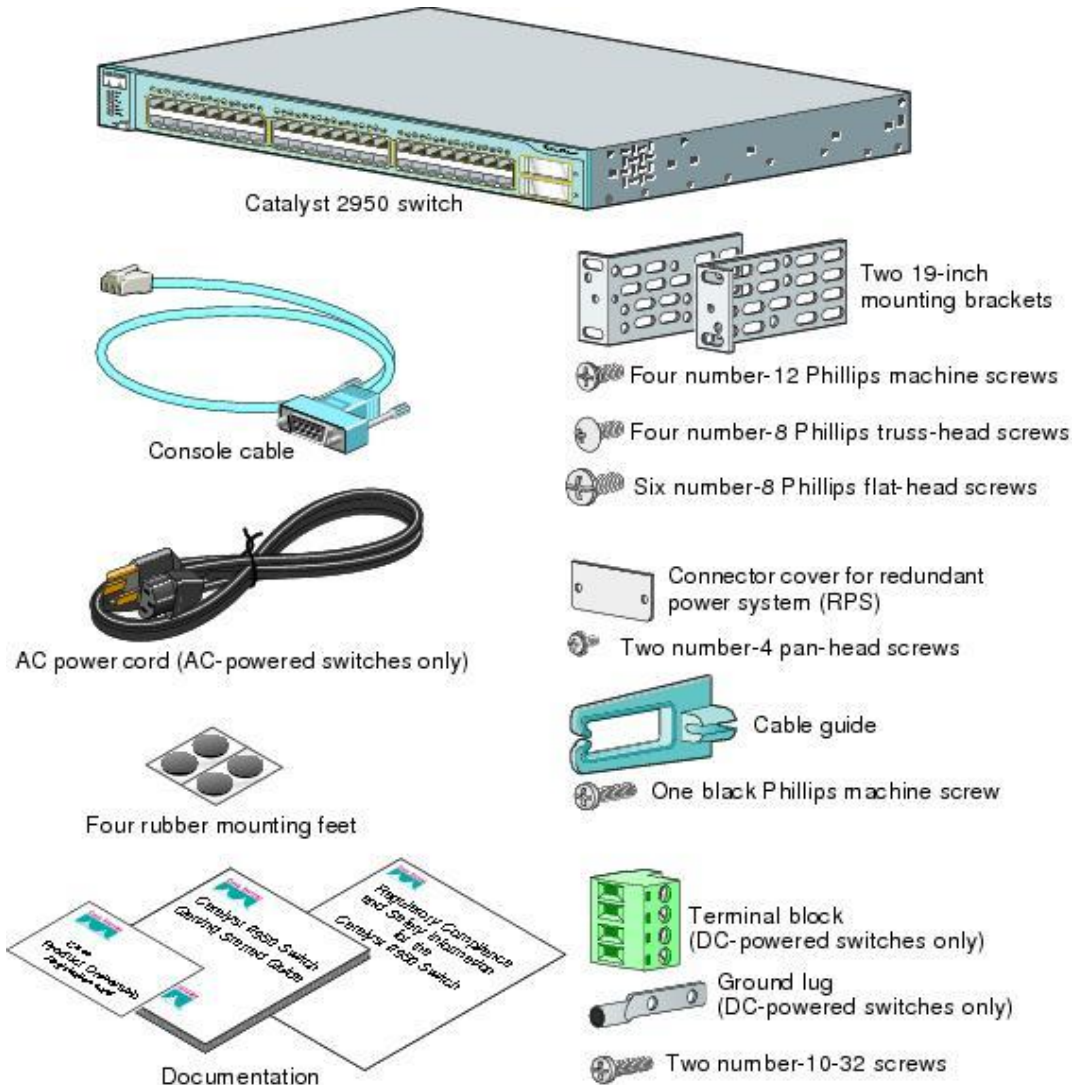 Catalyst 2950 switch
Console cable
AC power cord (AC-powered switches only)
Four rubber mounting feet
Catalyst 2950 Switch
Getting Started Guide
Regulatory Compliance
and Safety Information
for the
Catalyst 2950 Switch
Documentation
Two 19-inch
mounting brackets
Four number-12 Phillips machine screws
Four number-8 Phillips truss-head screws
Six number-8 Phillips flat-head screws
Connector cover for redundant
power system (RPS)
Two number-4 pan-head screws
Cable guide
One black Phillips machine screw
Terminal block
(DC-powered switches only)
Ground lug
(DC-powered switches only)
Two number-10-32 screws